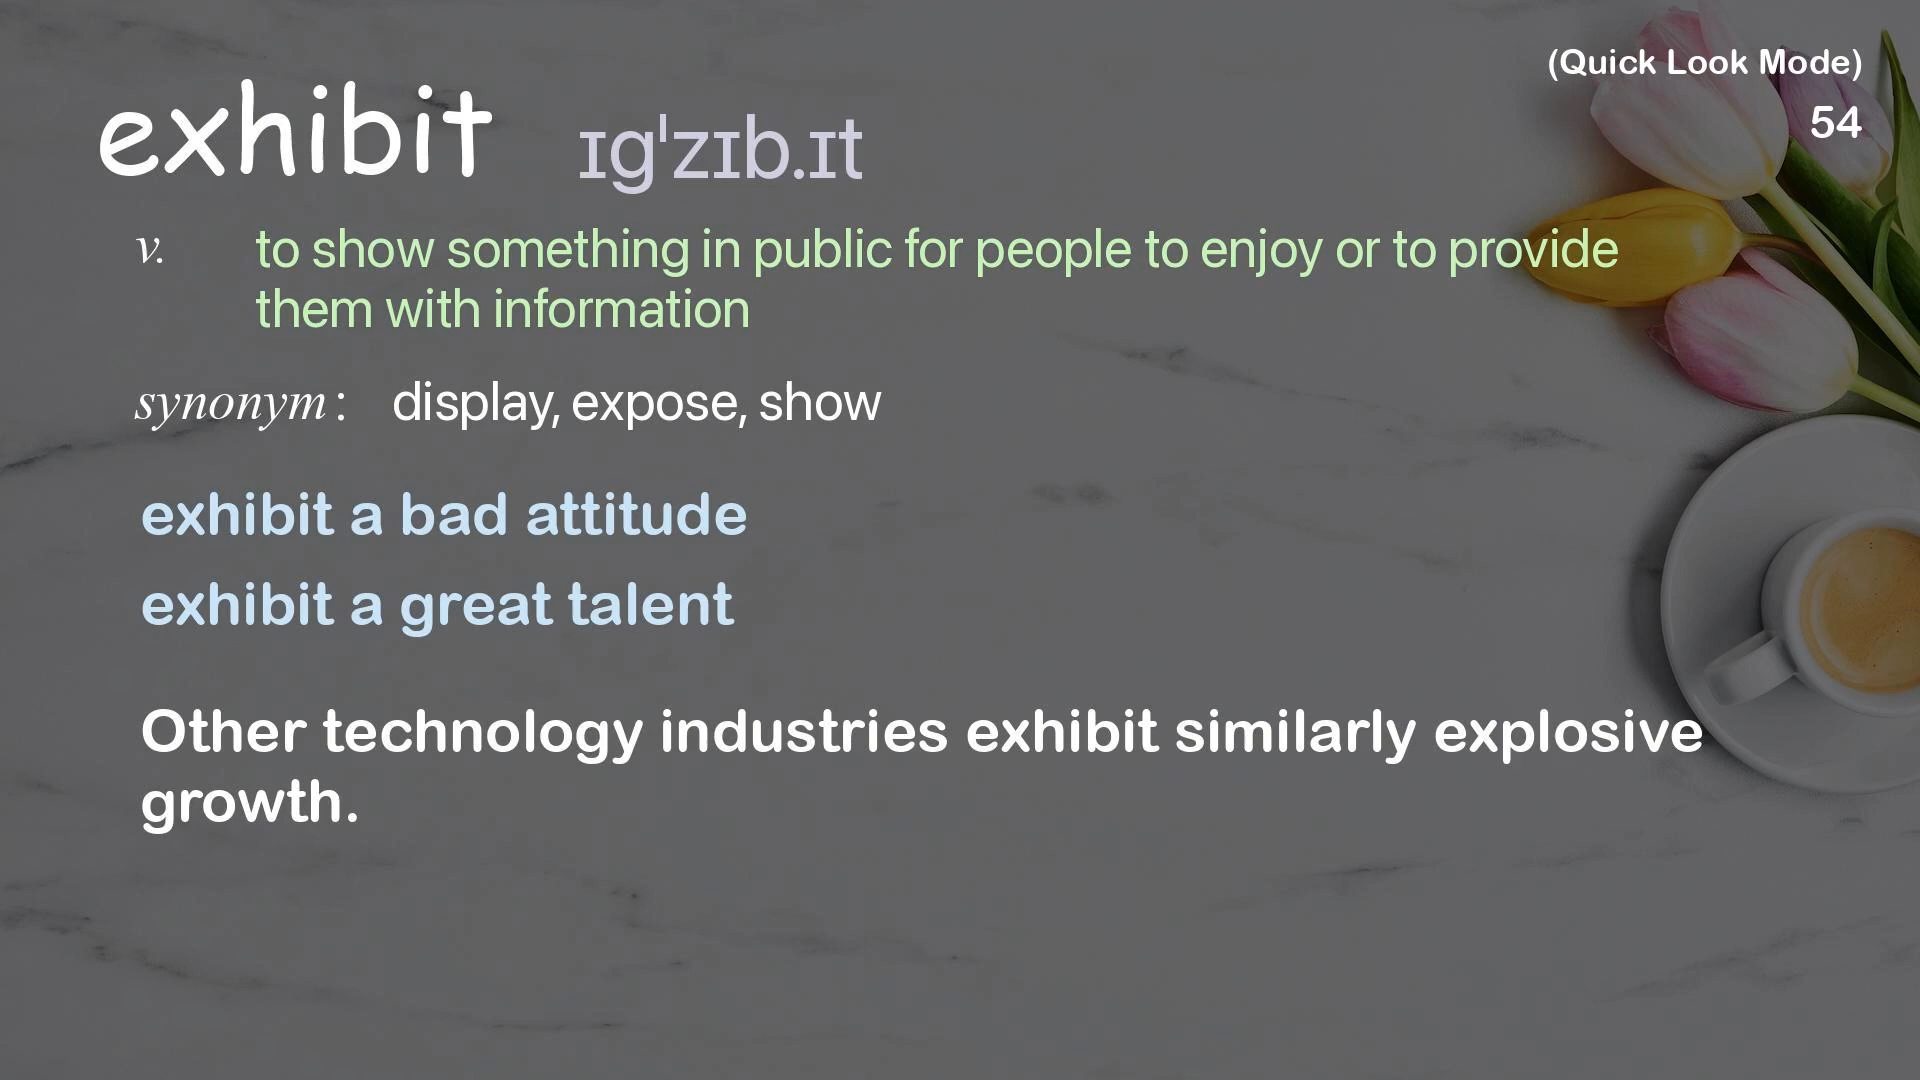 (Quick Look Mode)
54
exhibit ɪɡˈzɪb.ɪt
v. to show something in public for people to enjoy or to provide
them with information
synonym: display, expose, show
exhibit a bad attitude
exhibit a great talent
Other technology industries exhibit similarly explosive
growth.